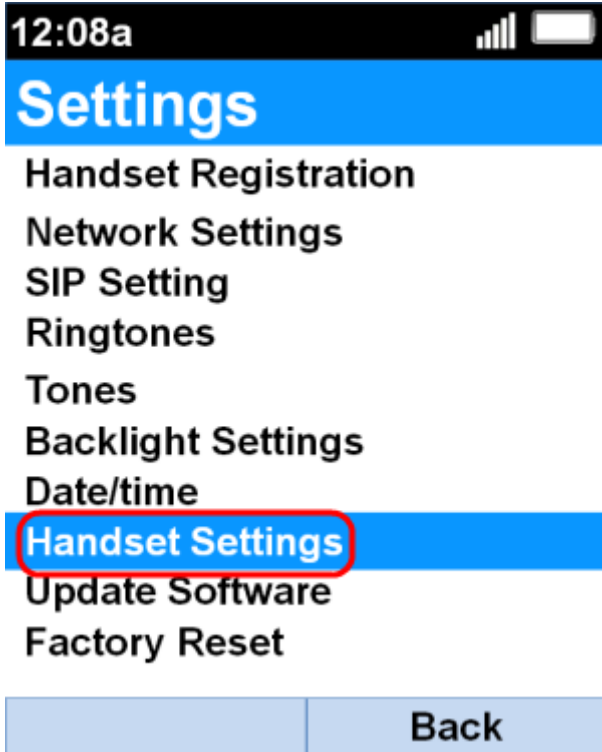 12:08a
Settings
Handset Registration
Network Settings
SIP Setting
Ringtones
Tones
Backlight Settings
Date/time
Handset Settings
Update Software
Factory Reset
Back